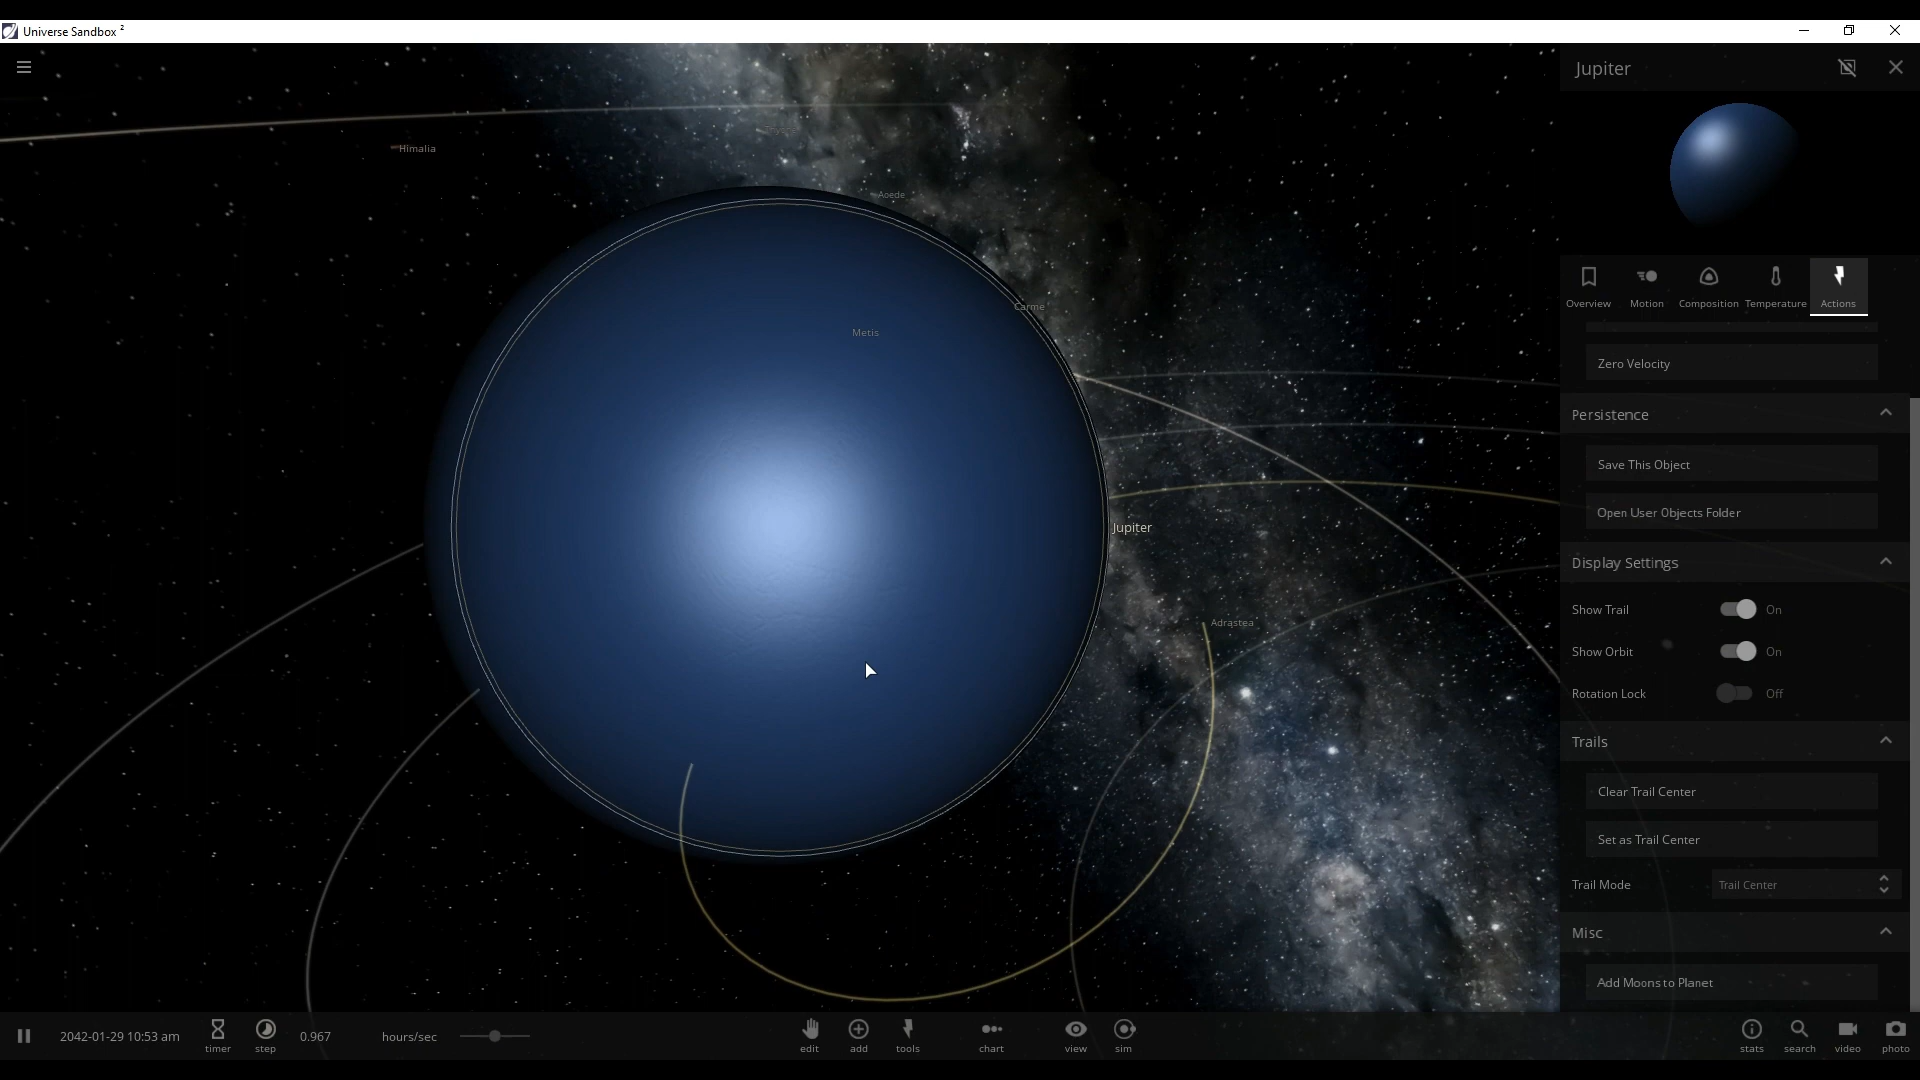 Universe Sandbox ²
Jupiter
Himalia
Aoede
Carme
Metis
Jupiter
Adrastea
Overview
Motion
Composition
Temperature
Actions
Zero Velocity
Persistence
Save This Object
Open User Objects Folder
Display Settings
Show Trail On
Show Orbit On
Rotation Lock Off
Trails
Clear Trail Center
Set as Trail Center
Trail Mode Trail Center
Misc
Add Moons to Planet
2042-01-29 10:53 am
timer
step
0.967 hours/sec
edit
add
tools
chart
view
sim
stats
search
video
photo